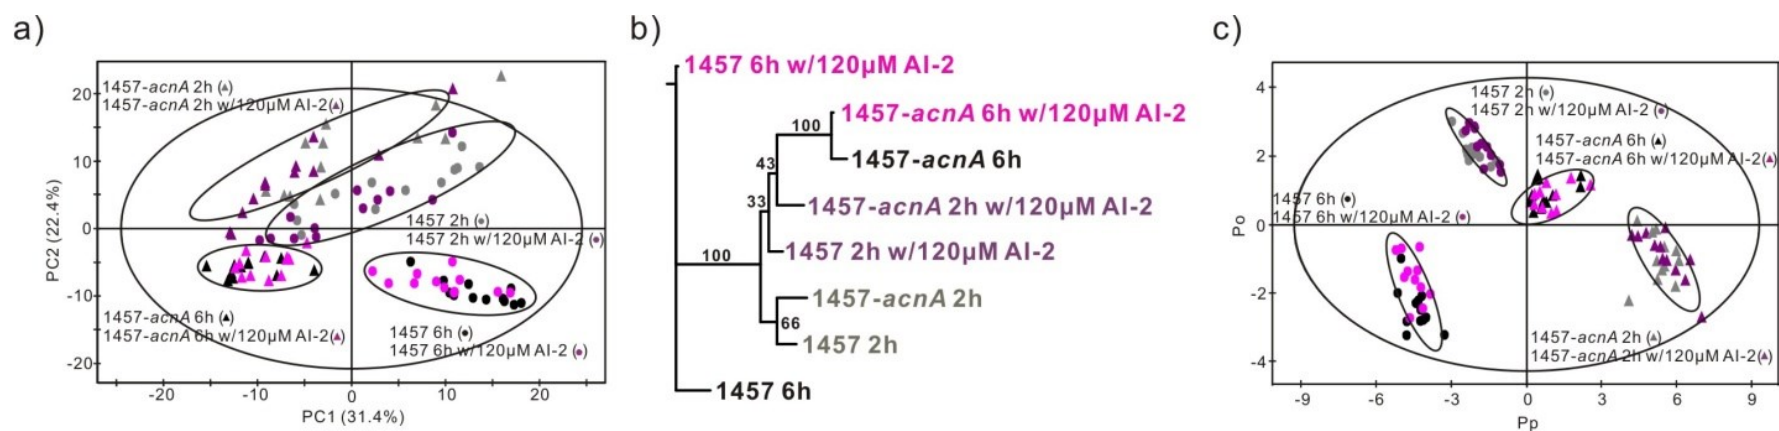 a)
1457-acnA 2h (▲)
1457-acnA 2h w/120µM AI-2(▲)
1457 2h (●)
1457 2h w/120µM AI-2 (●)
1457-acnA 6h (▲)
1457-acnA 6h w/120µM AI-2(▲)
1457 6h (●)
1457 6h w/120µM AI-2 (●)
PC2 (22.4%)
20
10
0
-10
-20
-20
-10
0
10
20
PC1 (31.4%)
b)
1457 6h w/120µM AI-2
1457-acnA 6h w/120µM AI-2
100
1457-acnA 6h
43
1457-acnA 2h w/120µM AI-2
33
1457 2h w/120µM AI-2
100
1457-acnA 2h
66
1457 2h
1457 6h
c)
1457 2h (●)
1457 2h w/120µM AI-2 (●)
1457-acnA 6h (▲)
1457-acnA 6h w/120µM AI-2(▲)
1457 6h (●)
1457 6h w/120µM AI-2 (●)
1457-acnA 2h (▲)
1457-acnA 2h w/120µM AI-2(▲)
Po
4
2
0
-2
-4
-9
-6
-3
0
3
6
9
Pp